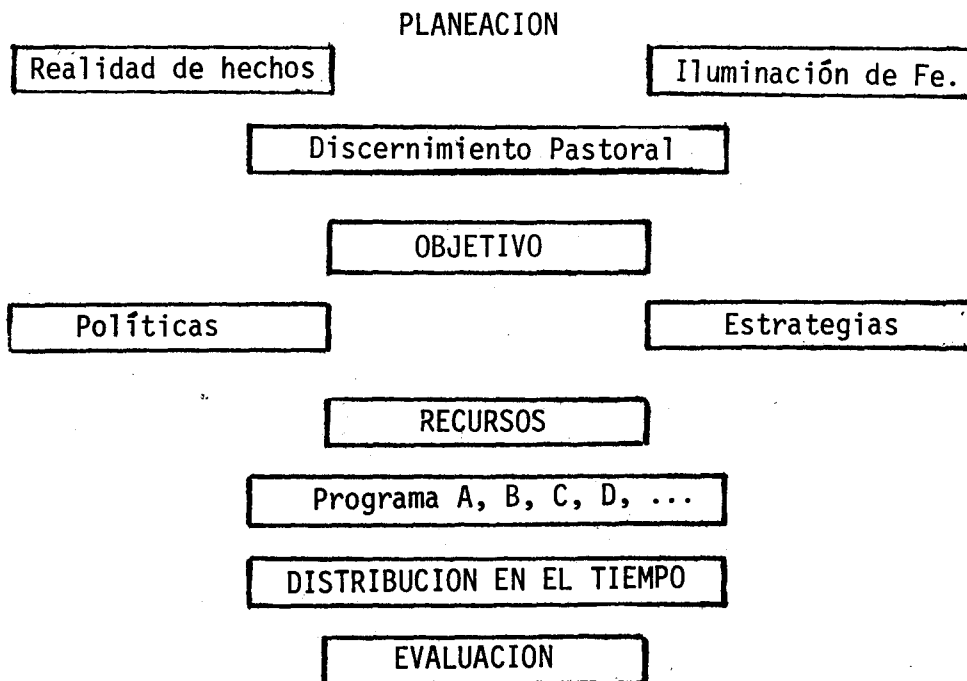 PLANEACION
Realidad de hechos
Iluminación de Fe.
Discernimiento Pastoral
OBJETIVO
Políticas
Estrategias
RECURSOS
Programa A, B, C, D, ...
DISTRIBUCION EN EL TIEMPO
EVALUACION